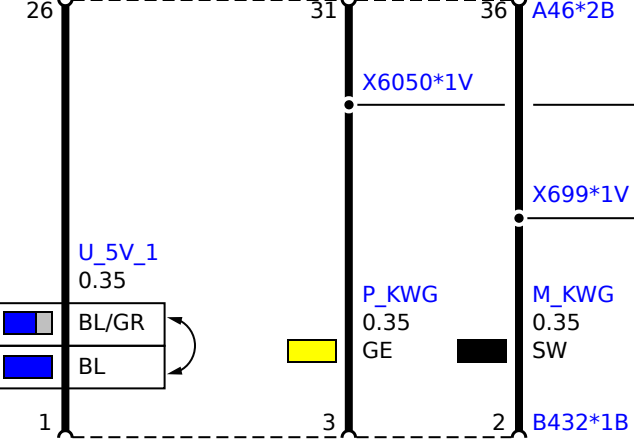 26
31
36
A46*2B
X6050*1V
X699*1V
U_5V_1
0.35
BL/GR
BL
P_KWG
0.35
GE
M_KWG
0.35
SW
1
3
2
B432*1B